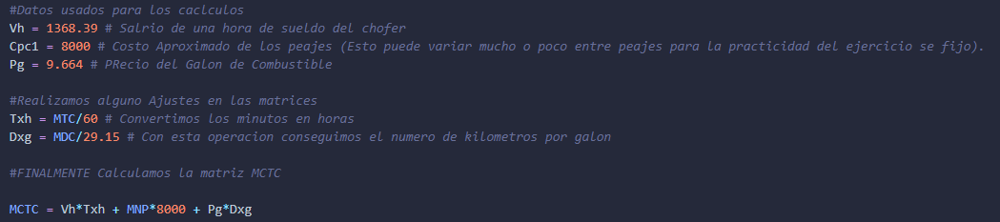 #Datos usados para los caclculos
Vh = 1368.39 # Salrio de una hora de sueldo del chofer
Cpc1 = 8000 # Costo Aproximado de los peajes (Esto puede variar mucho o poco entre peajes para la practicidad del ejercicio se fijo).
Pg = 9.664 # PRecio del Galon de Combustible
#Realizamos alguno Ajustes en las matrices
Txh = MTC/60 # Convertimos los minutos en horas
Dxg = MDC/29.15 # Con esta operacion conseguimos el numero de kilometros por galon
#FINALMENTE Calculamos la matriz MCTC
MCTC = Vh*Txh + MNP*8000 + Pg*Dxg